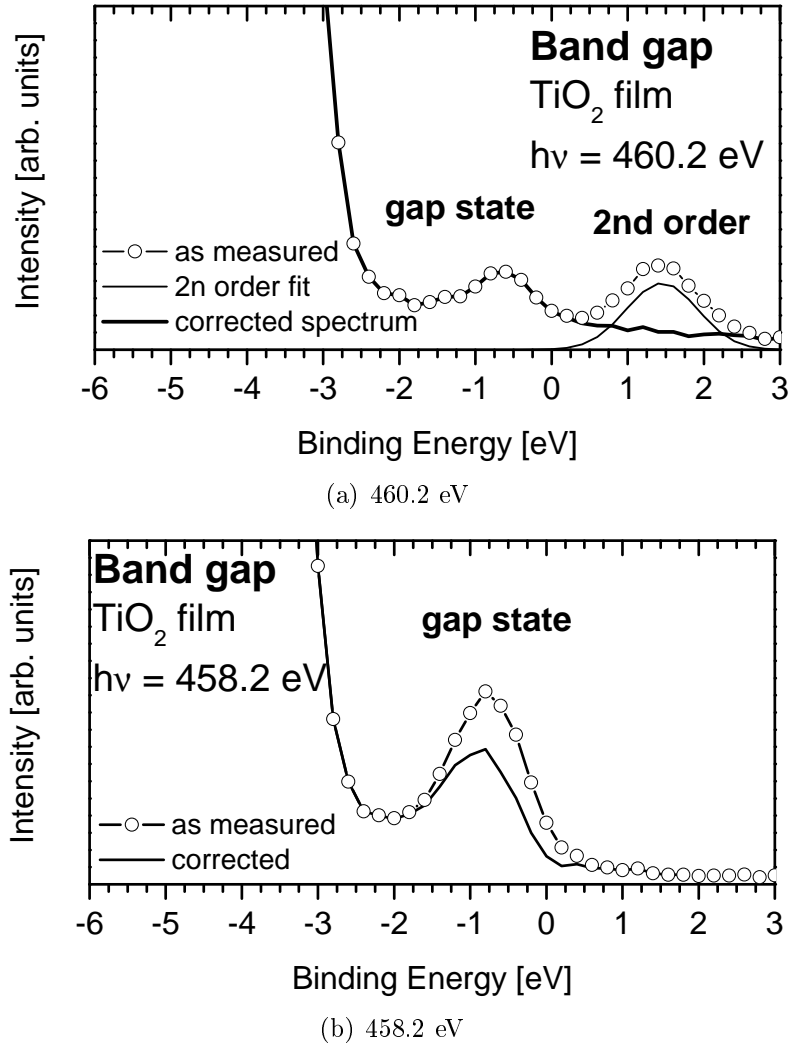 Intensity [arb. units]
Band gap
TiO2 film
hν = 460.2 eV
gap state
2nd order
as measured
2n order fit
corrected spectrum
-6 -5 -4 -3 -2 -1 0 1 2 3
Binding Energy [eV]
(a) 460.2 eV
Intensity [arb. units]
Band gap
TiO2 film
hν = 458.2 eV
gap state
as measured
corrected
-6 -5 -4 -3 -2 -1 0 1 2 3
Binding Energy [eV]
(b) 458.2 eV